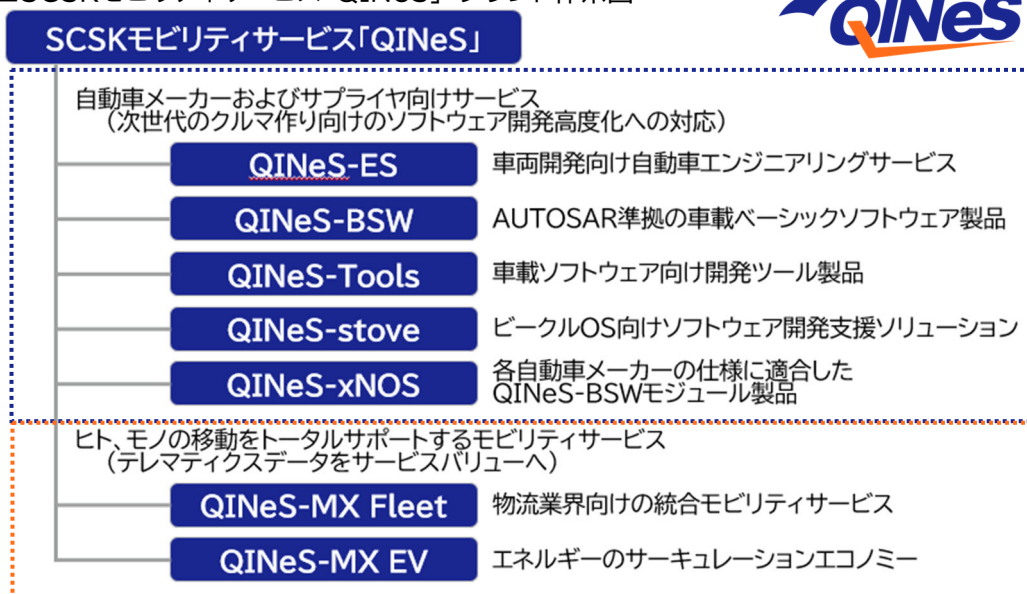 SCSKモビリティサービス「QINeS」
QINeS
自動車メーカーおよびサプライヤ向けサービス
(次世代のクルマ作り向けのソフトウェア開発高度化への対応)
QINeS-ES 車両開発向け自動車エンジニアリングサービス
QINeS-BSW AUTOSAR準拠の車載ベーシックソフトウェア製品
QINeS-Tools 車載ソフトウェア向け開発ツール製品
QINeS-stove ビークルOS向けソフトウェア開発支援ソリューション
QINeS-xNOS 各自動車メーカーの仕様に適合した
QINeS-BSWモジュール製品
ヒト、モノの移動をトータルサポートするモビリティサービス
(テレマティクスデータをサービスバリューへ)
QINeS-MX Fleet 物流業界向けの統合モビリティサービス
QINeS-MX EV エネルギーのサーキュレーションエコノミー